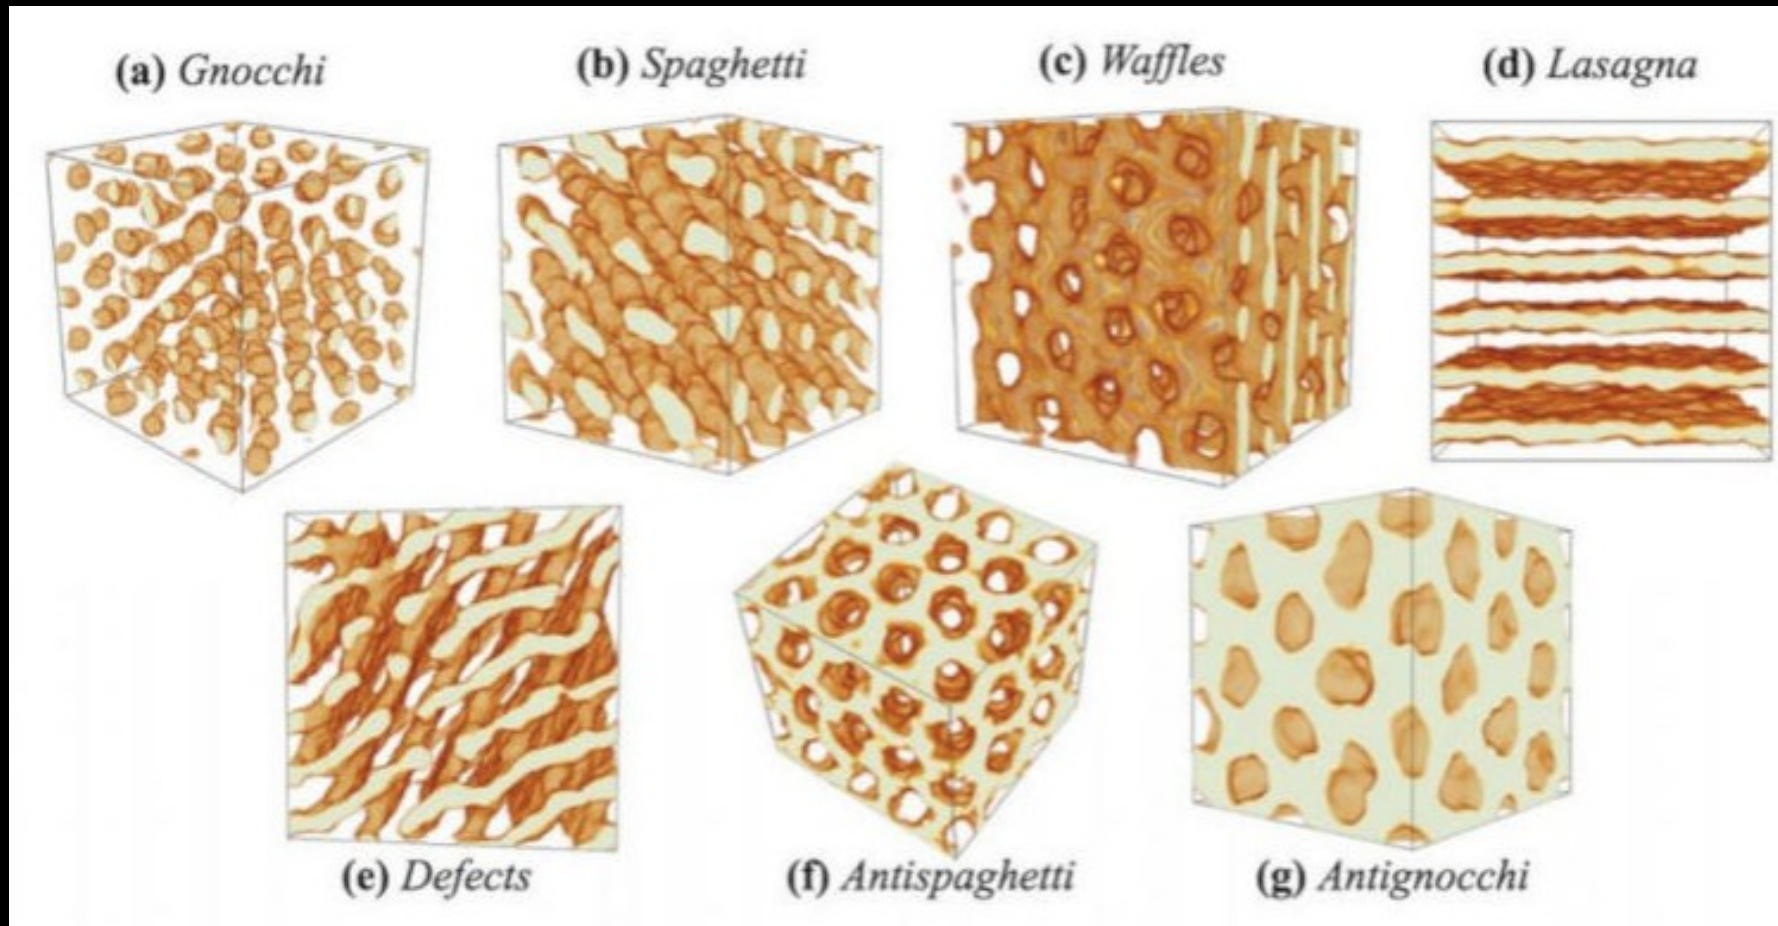 (a) Gnocchi
(b) Spaghetti
(c) Waffles
(d) Lasagna
(e) Defects
(f) Antispaghetti
(g) Antignocchi